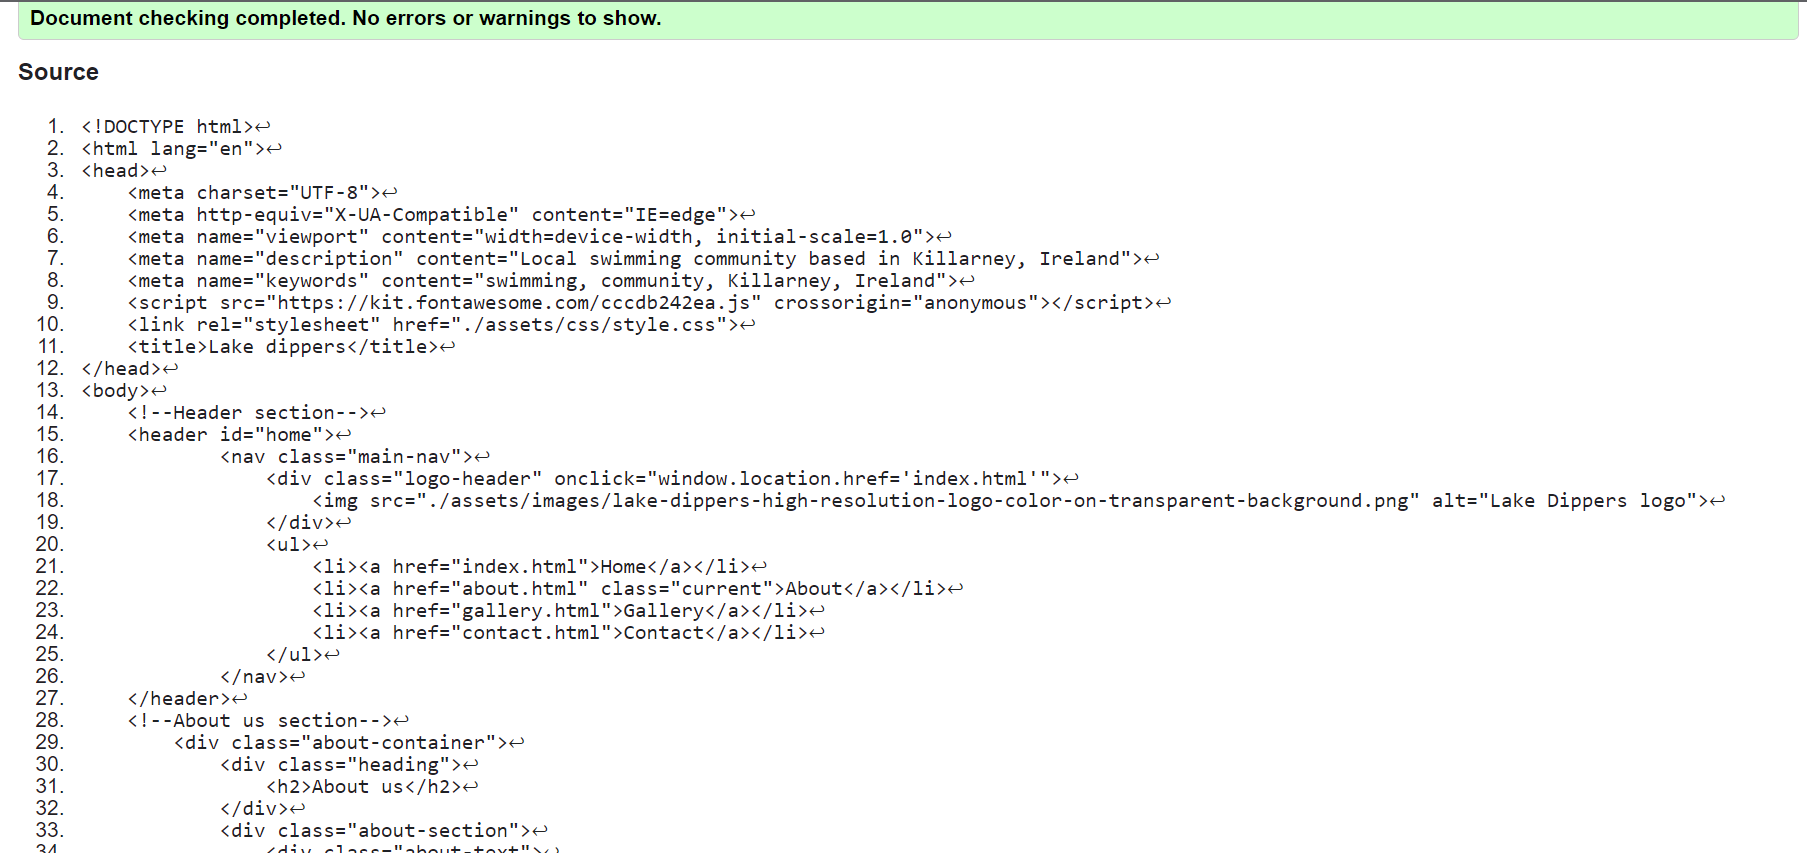 Document checking completed. No errors or warnings to show.
Source
1. <!DOCTYPE html>↩
2. <html lang="en">↩
3. <head>↩
4.     <meta charset="UTF-8">↩
5.     <meta http-equiv="X-UA-Compatible" content="IE=edge">↩
6.     <meta name="viewport" content="width=device-width, initial-scale=1.0">↩
7.     <meta name="description" content="Local swimming community based in Killarney, Ireland">↩
8.     <meta name="keywords" content="swimming, community, Killarney, Ireland">↩
9.     <script src="https://kit.fontawesome.com/cccdb242ea.js" crossorigin="anonymous"></script>↩
10.     <link rel="stylesheet" href="./assets/css/style.css">↩
11.     <title>Lake dippers</title>↩
12. </head>↩
13. <body>↩
14.     <!--Header section-->↩
15.     <header id="home">↩
16.             <nav class="main-nav">↩
17.                 <div class="logo-header" onclick="window.location.href='index.html'">↩
18.                     <img src="./assets/images/lake-dippers-high-resolution-logo-color-on-transparent-background.png" alt="Lake Dippers logo">↩
19.                 </div>↩
20.                 <ul>↩
21.                     <li><a href="index.html">Home</a></li>↩
22.                     <li><a href="about.html" class="current">About</a></li>↩
23.                     <li><a href="gallery.html">Gallery</a></li>↩
24.                     <li><a href="contact.html">Contact</a></li>↩
25.                 </ul>↩
26.             </nav>↩
27.     </header>↩
28.     <!--About us section-->↩
29.         <div class="about-container">↩
30.             <div class="heading">↩
31.                 <h2>About us</h2>↩
32.             </div>↩
33.             <div class="about-section">↩
34.                 <div class="about-text">↩